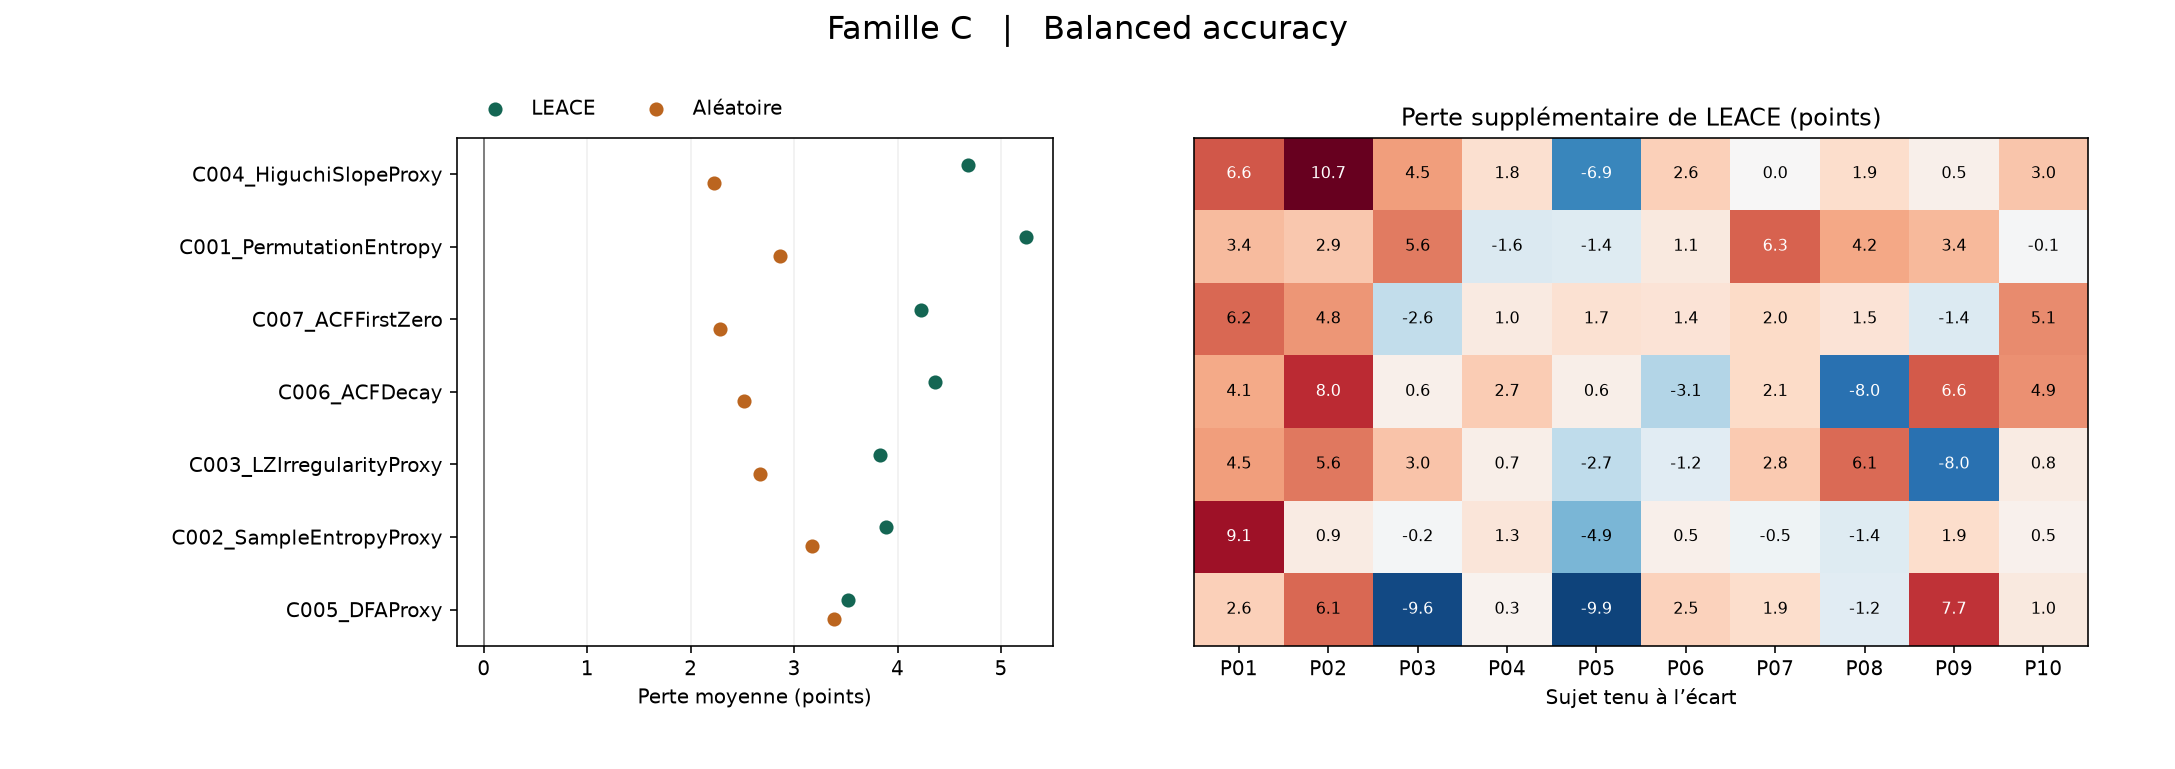 Famille C | Balanced accuracy
LEACE Aléatoire
C004_HiguchiSlopeProxy
C001_PermutationEntropy
C007_ACFFirstZero
C006_ACFDecay
C003_LZIrregularityProxy
C002_SampleEntropyProxy
C005_DFAProxy
0 1 2 3 4 5
Perte moyenne (points)
Perte supplémentaire de LEACE (points)
6.6 10.7 4.5 1.8 -6.9 2.6 0.0 1.9 0.5 3.0
3.4 2.9 5.6 -1.6 -1.4 1.1 6.3 4.2 3.4 -0.1
6.2 4.8 -2.6 1.0 1.7 1.4 2.0 1.5 -1.4 5.1
4.1 8.0 0.6 2.7 0.6 -3.1 2.1 -8.0 6.6 4.9
4.5 5.6 3.0 0.7 -2.7 -1.2 2.8 6.1 -8.0 0.8
9.1 0.9 -0.2 1.3 -4.9 0.5 -0.5 -1.4 1.9 0.5
2.6 6.1 -9.6 0.3 -9.9 2.5 1.9 -1.2 7.7 1.0
P01 P02 P03 P04 P05 P06 P07 P08 P09 P10
Sujet tenu à l’écart